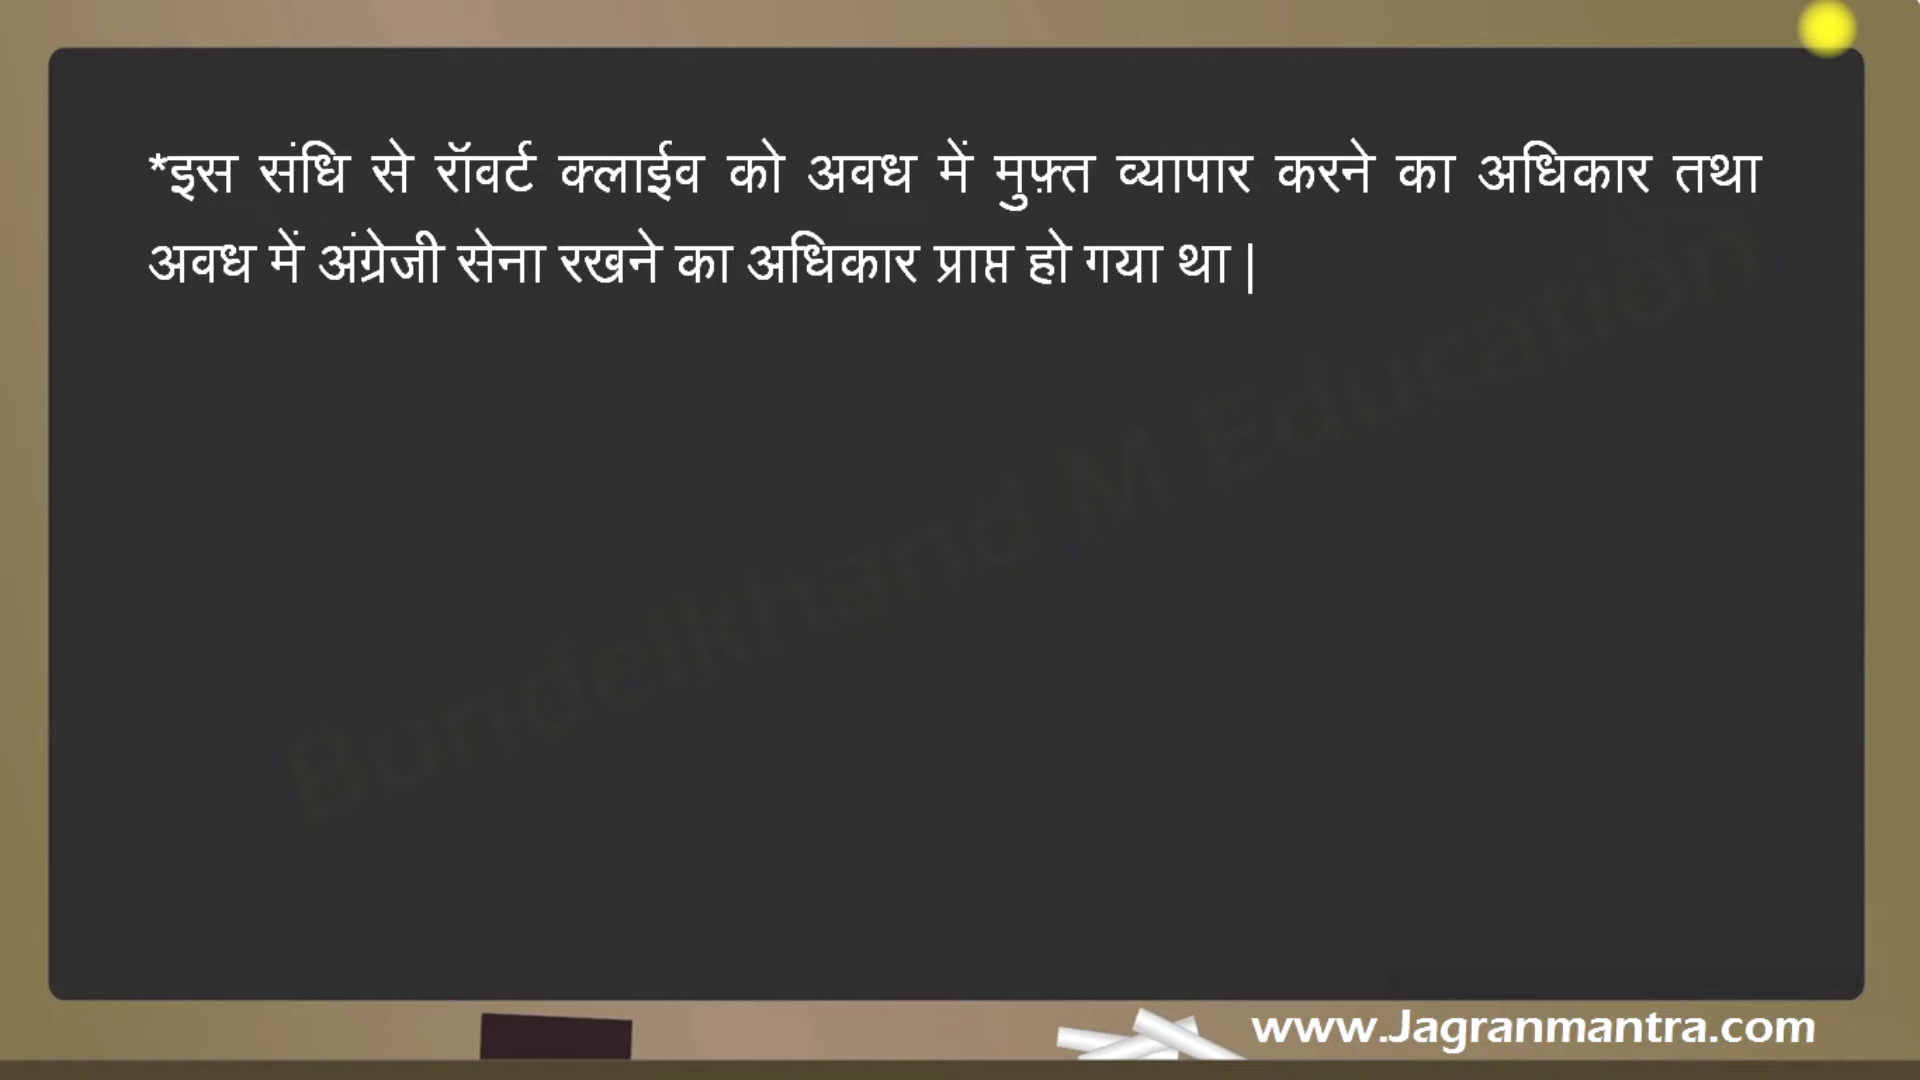 *इस संधि से रॉवर्ट क्लाईव को अवध में मुफ़्त व्यापार करने का अधिकार तथा
अवध में अंग्रेजी सेना रखने का अधिकार प्राप्त हो गया था |
Bundelkhand M Education
www.Jagranmantra.com